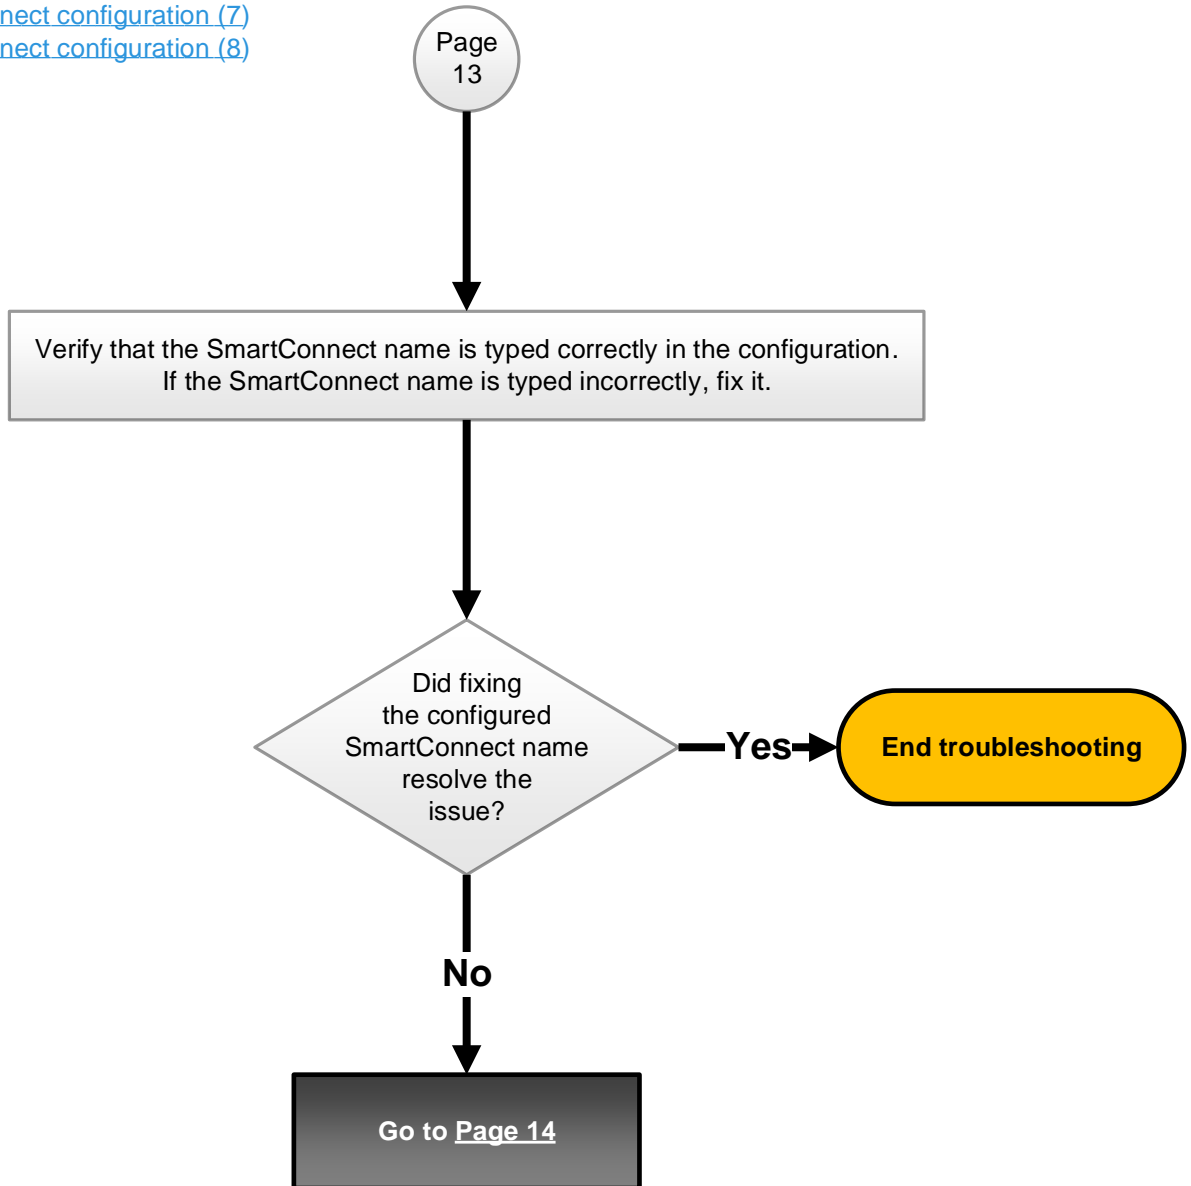 nect configuration (7)
nect configuration (8)
Page
13
Verify that the SmartConnect name is typed correctly in the configuration.
If the SmartConnect name is typed incorrectly, fix it.
Did fixing
the configured
SmartConnect name
resolve the
issue?
Yes
End troubleshooting
No
Go to Page 14